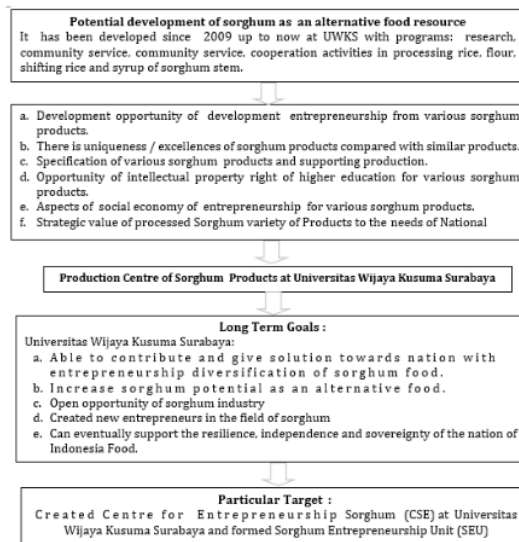 Potential development of sorghum as an alternative food resource
It has been developed since 2009 up to now at UWKS with programs: research,
community service, community service, cooperation activities in processing rice, flour,
shifting rice and syrup of sorghum stem.
a. Development opportunity of development entrepreneurship from various sorghum
products.
b. There is uniqueness / excellences of sorghum products compared with similar products.
c. Specification of various sorghum products and supporting production.
d. Opportunity of intellectual property right of higher education for various sorghum
products.
e. Aspects of social economy of entrepreneurship for various sorghum products.
f. Strategic value of processed Sorghum variety of Products to the needs of National
Production Centre of Sorghum Products at Universitas Wijaya Kusuma Surabaya
Long Term Goals :
Universitas Wijaya Kusuma Surabaya:
a. Able to contribute and give solution towards nation with
entrepreneurship diversification of sorghum food.
b. Increase sorghum potential as an alternative food.
c. Open opportunity of sorghum industry
d. Created new entrepreneurs in the field of sorghum
e. Can eventually support the resilience, independence and sovereignty of the nation of
Indonesia Food.
Particular Target :
Created Centre for Entrepreneurship Sorghum (CSE) at Universitas
Wijaya Kusuma Surabaya and formed Sorghum Entrepreneurship Unit (SEU)